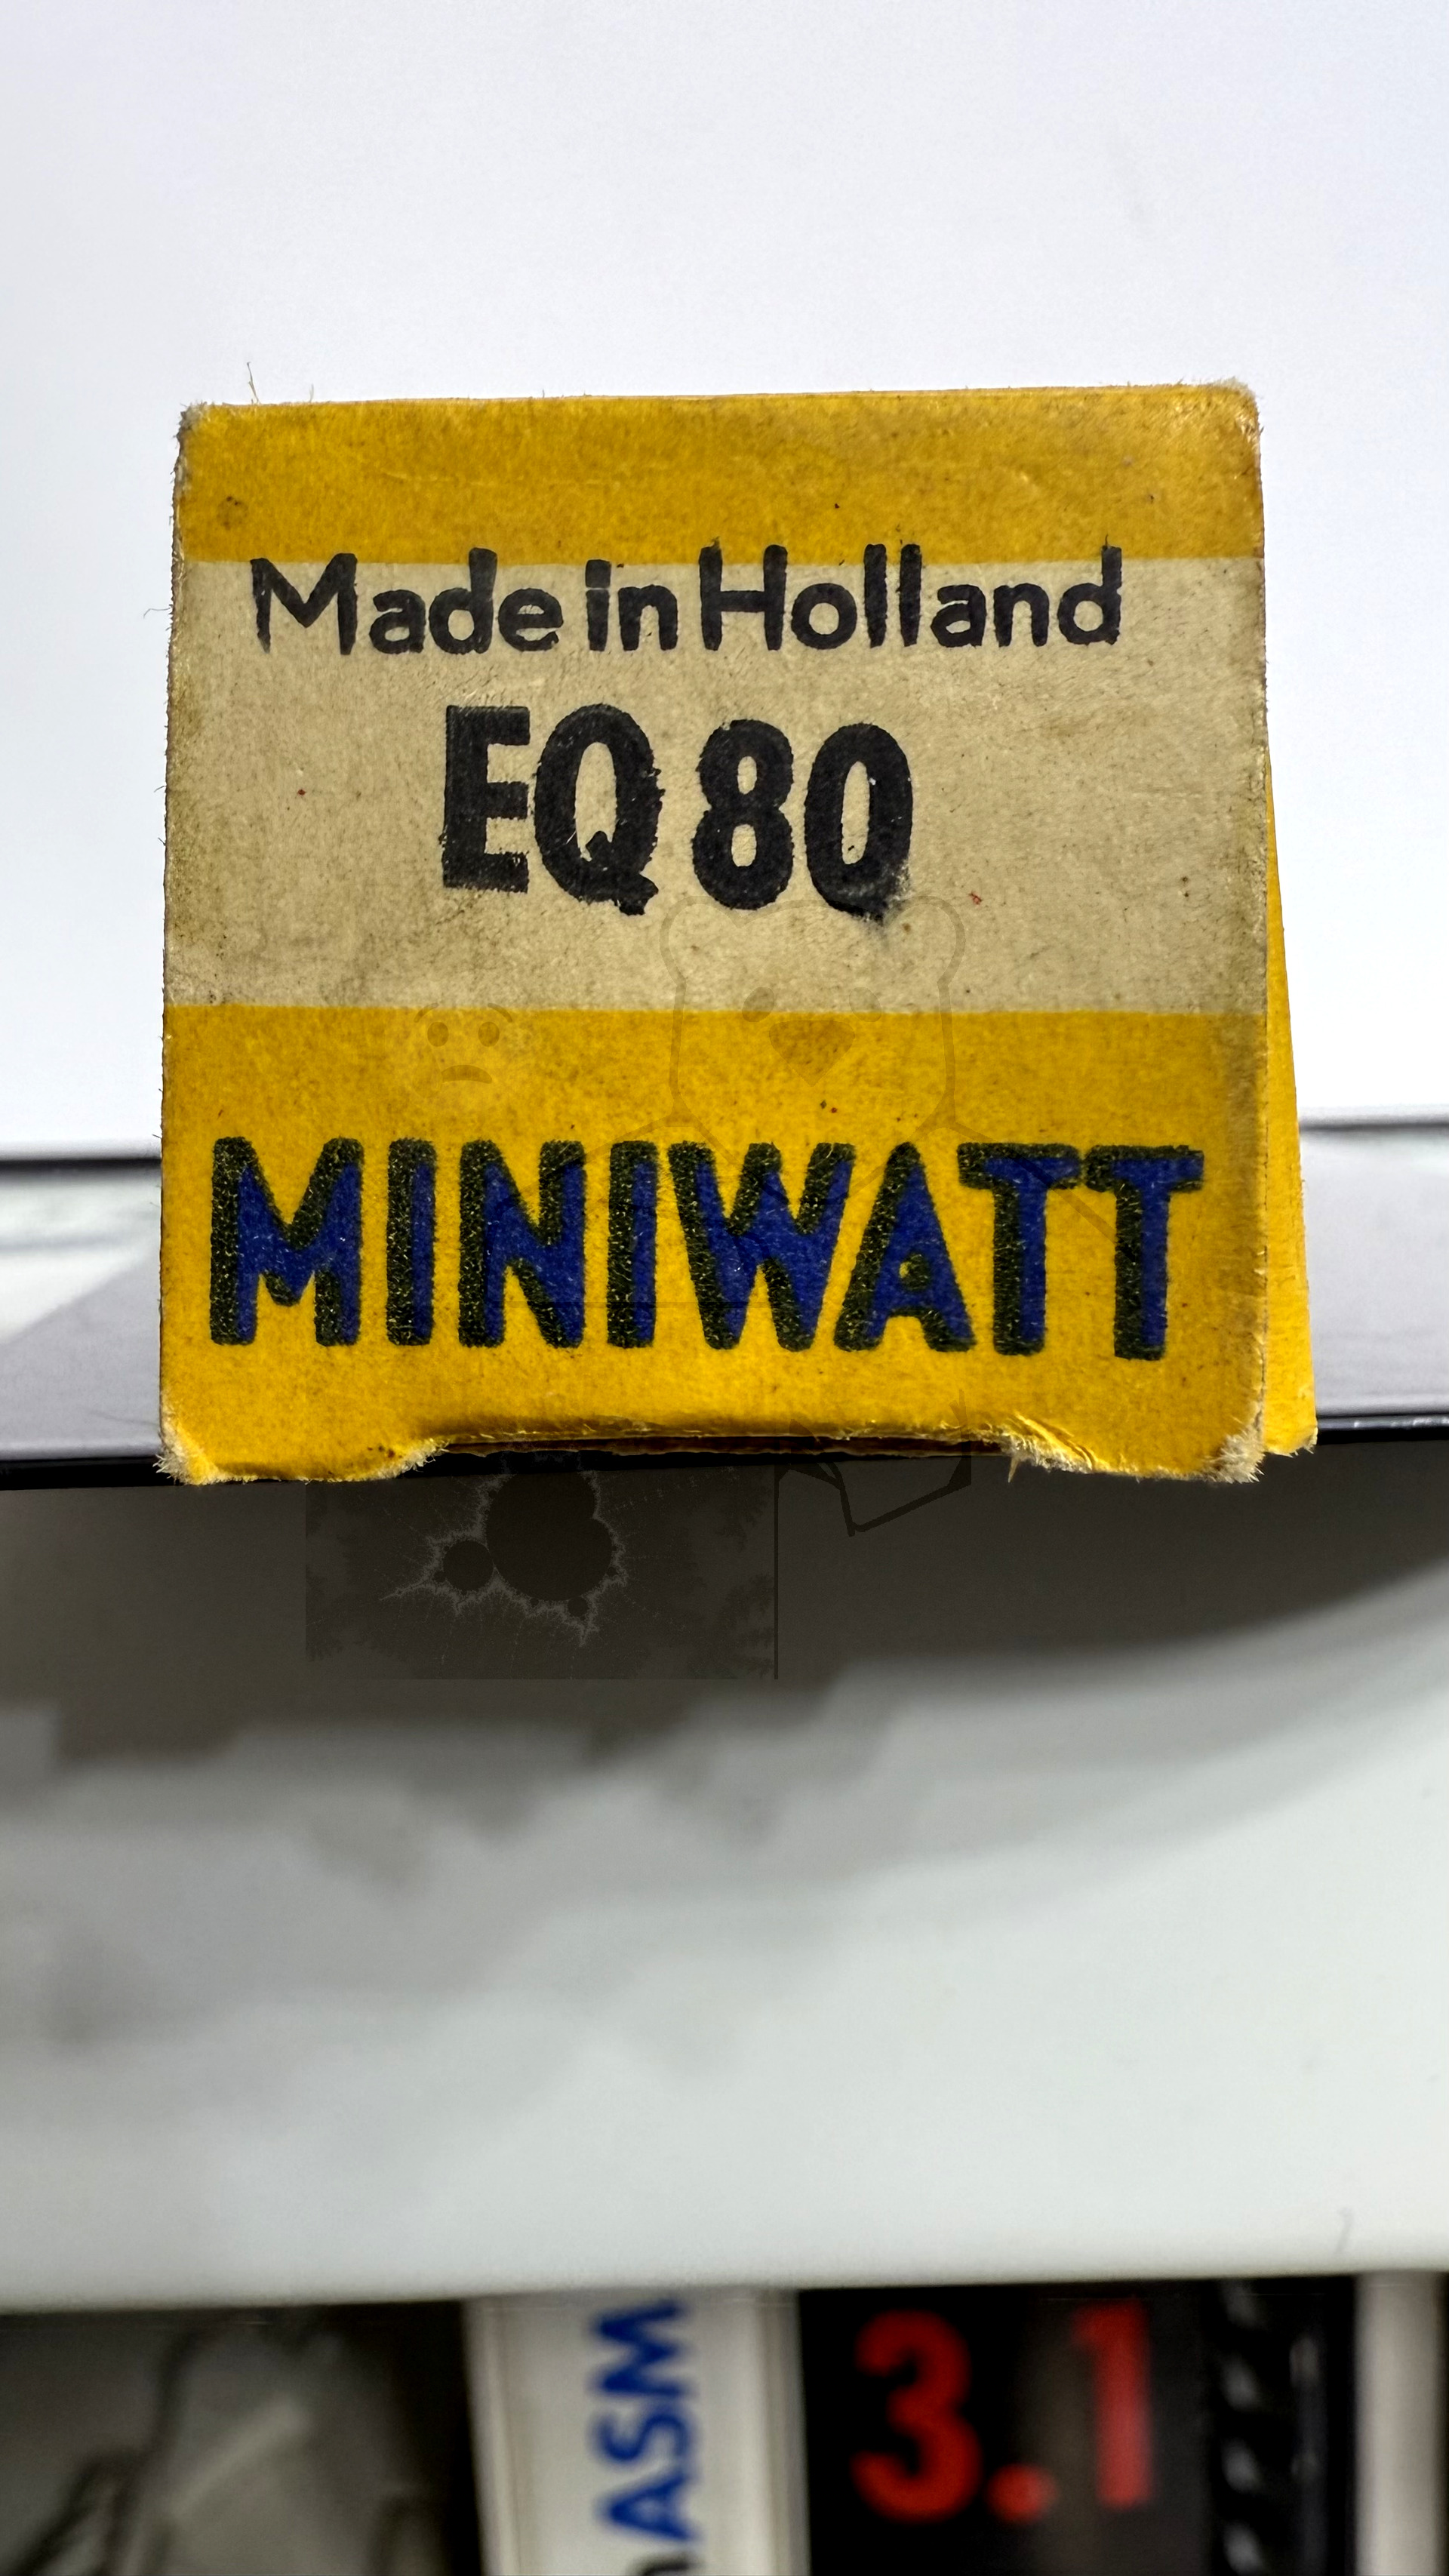 Made in Holland
EQ 80
MINIWATT
ASM
3.1